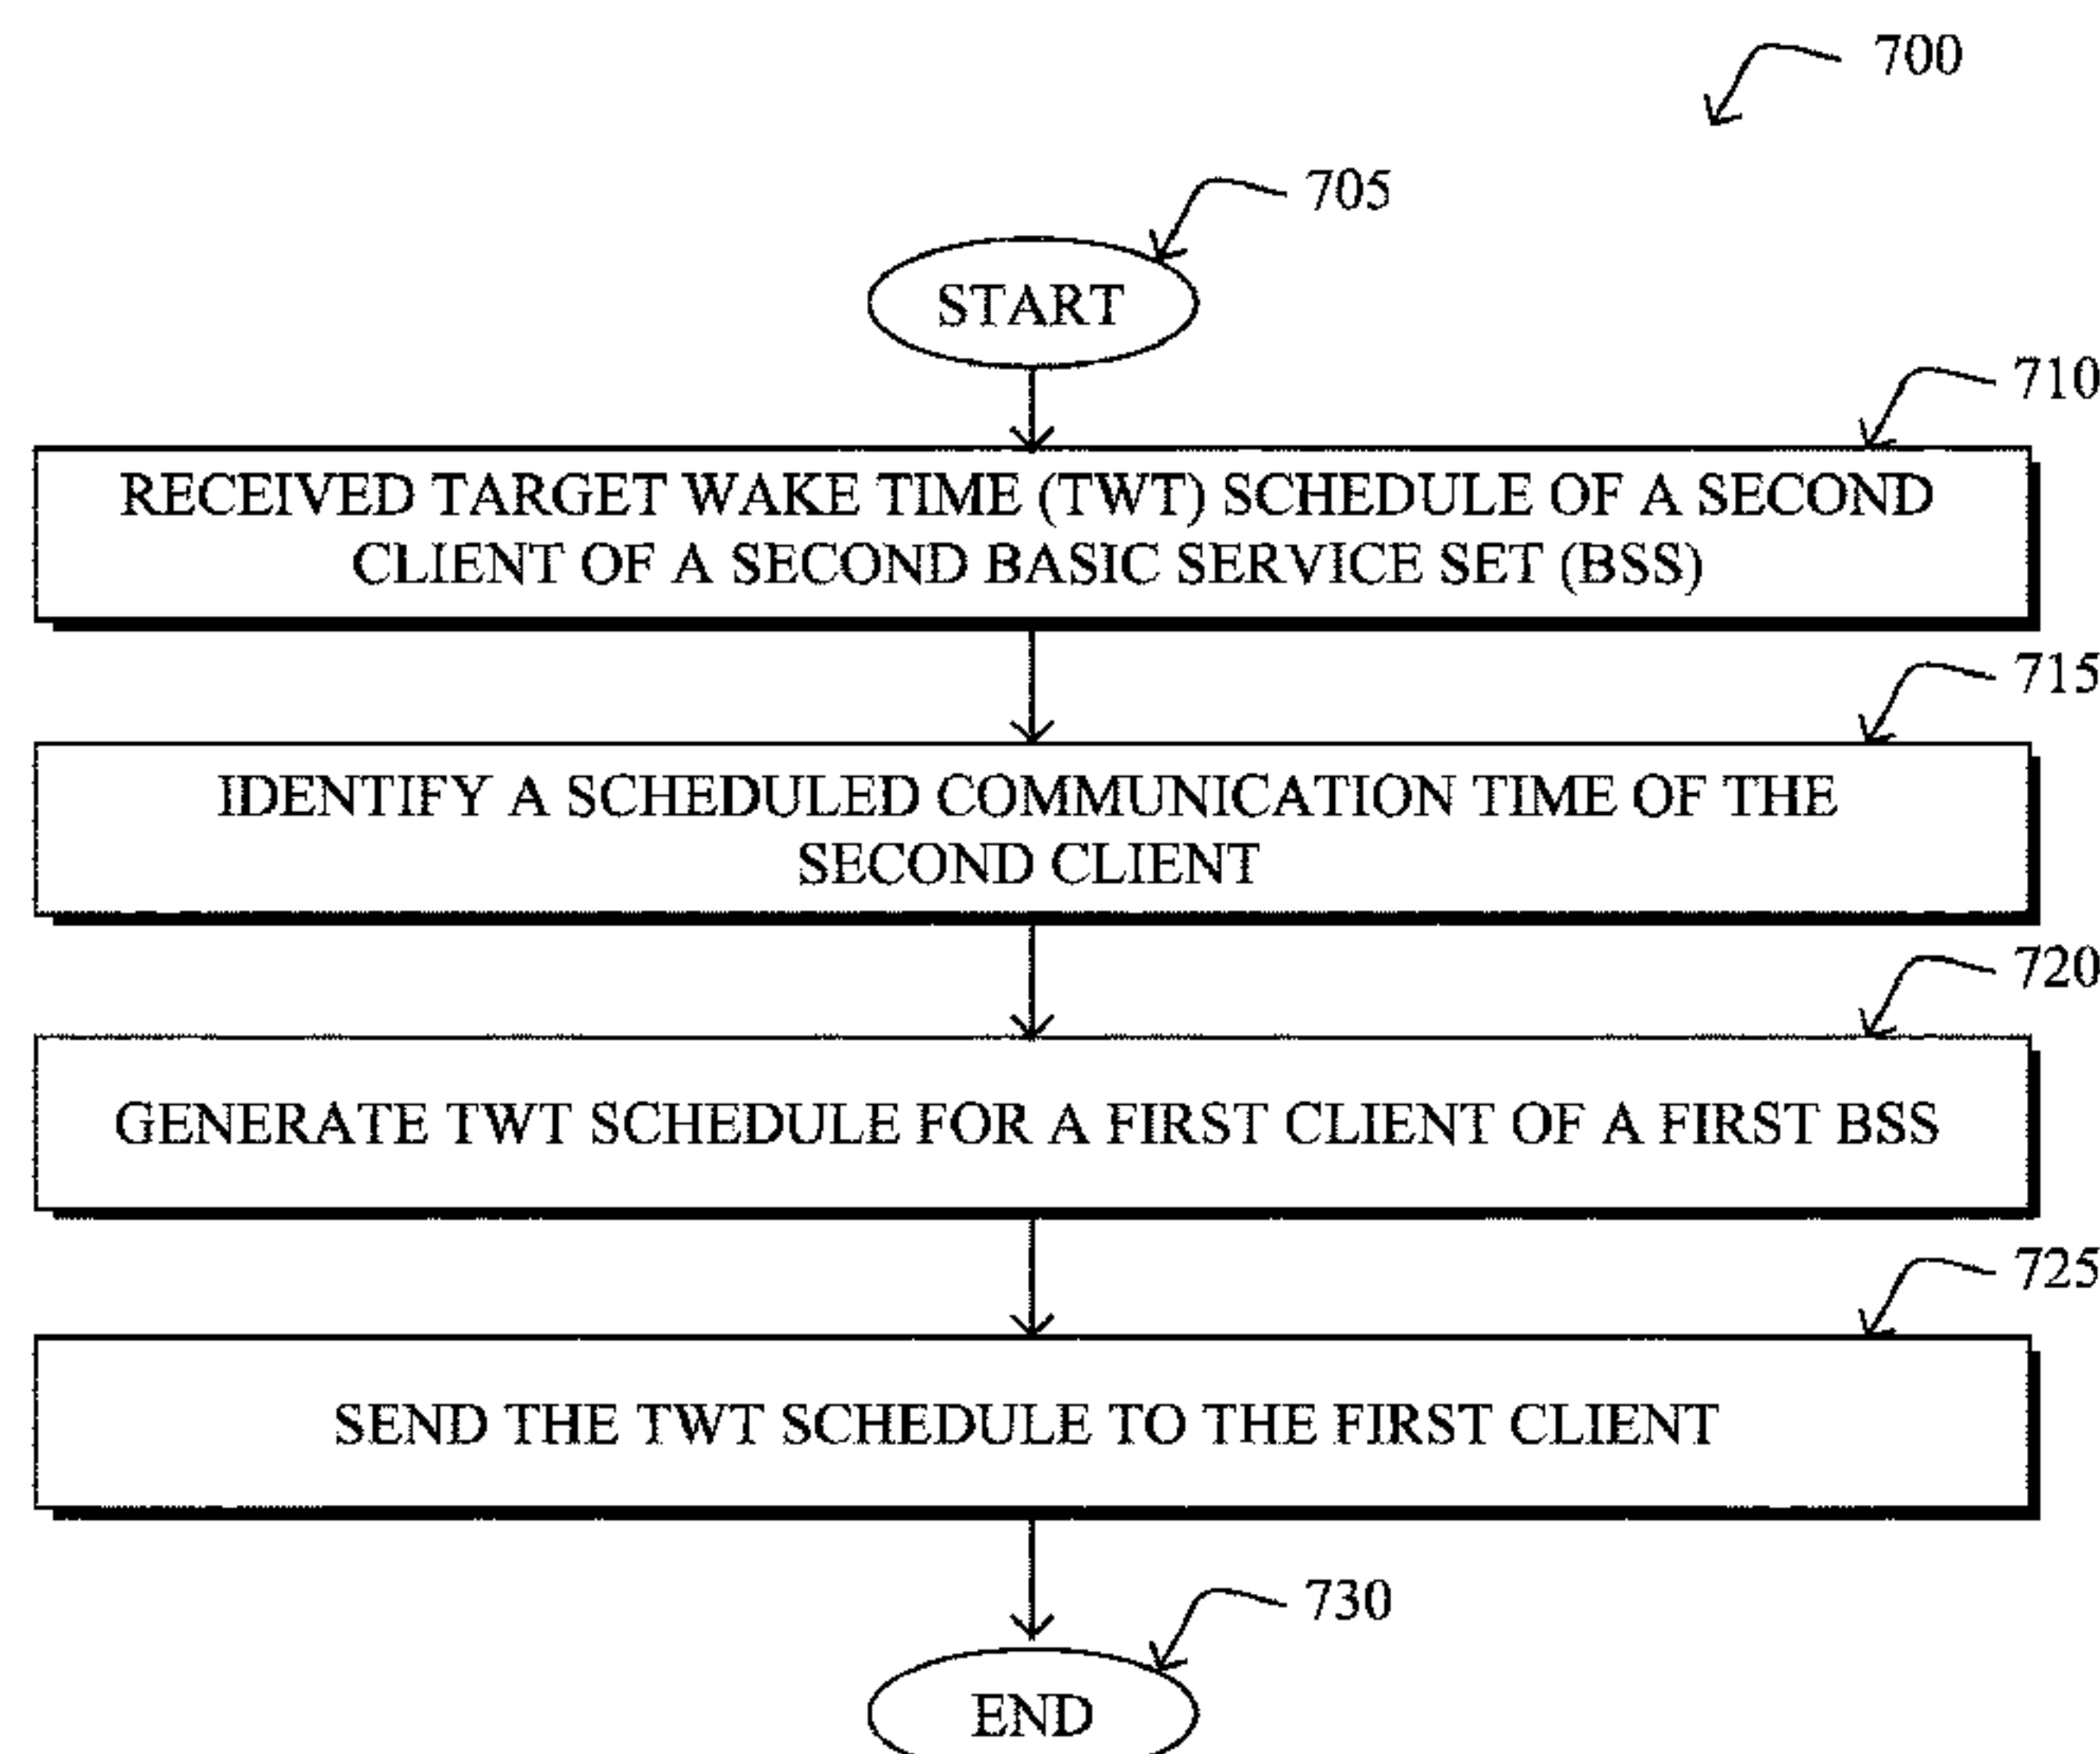 700
705
START
710
RECEIVED TARGET WAKE TIME (TWT) SCHEDULE OF A SECOND
CLIENT OF A SECOND BASIC SERVICE SET (BSS)
715
IDENTIFY A SCHEDULED COMMUNICATION TIME OF THE
SECOND CLIENT
720
GENERATE TWT SCHEDULE FOR A FIRST CLIENT OF A FIRST BSS
725
SEND THE TWT SCHEDULE TO THE FIRST CLIENT
730
END